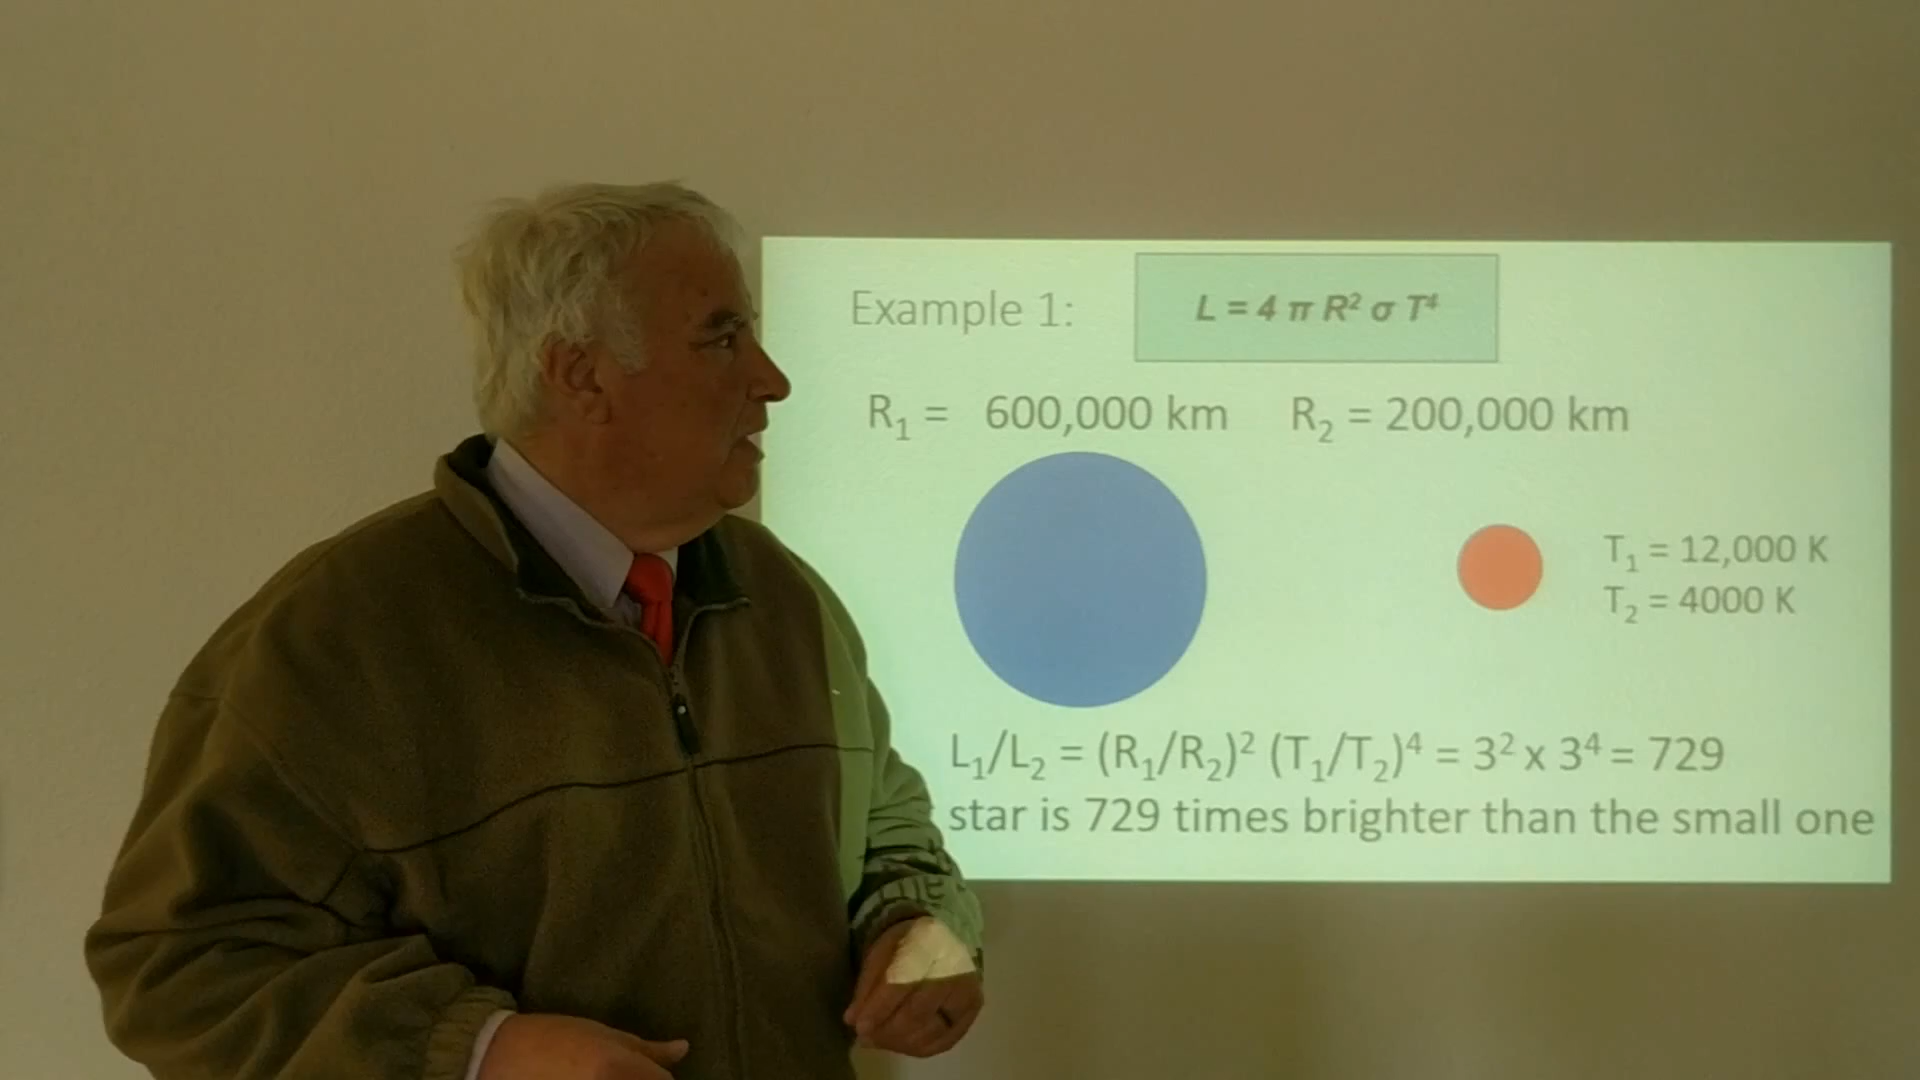 Example 1:
L = 4 π R² σ T⁴
R₁ = 600,000 km R₂ = 200,000 km
T₁ = 12,000 K
T₂ = 4000 K
L₁/L₂ = (R₁/R₂)² (T₁/T₂)⁴ = 3² x 3⁴ = 729
star is 729 times brighter than the small one